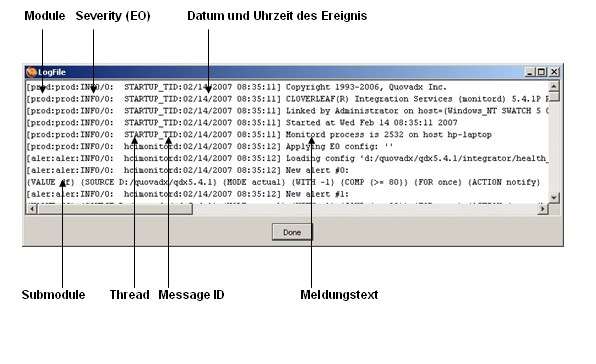 Module Severity (EO) Datum und Uhrzeit des Ereignis
LogFile
[prod:prod:INFO/0: STARTUP_TID:02/14/2007 08:35:11] Copyright 1993-2006, Quovadx Inc.
[prod:prod:INFO/0: STARTUP_TID:02/14/2007 08:35:11] CLOVERLEAF(R) Integration Services (monitord) 5.4.1P
[prod:prod:INFO/0: STARTUP_TID:02/14/2007 08:35:11] Linked by Administrator on host=(Windows_NT SWATCH 5
[prod:prod:INFO/0: STARTUP_TID:02/14/2007 08:35:11] Started at Wed Feb 14 08:35:11 2007
[prod:prod:INFO/0: STARTUP_TID:02/14/2007 08:35:11] Monitord process is 2532 on host hp-laptop
[prod:prod:INFO/0: hcimonitord:02/14/2007 08:35:12] Applying EO config: ''
[aler:aler:INFO/0: hcimonitord:02/14/2007 08:35:12] Loading config 'd:/quovadx/qdx5.4.1/integrator/health_
[aler:aler:INFO/0: hcimonitord:02/14/2007 08:35:12] New alert #0:
(SOURCE D:/quovadx/qdx5.4.1) (MODE actual) (WITH -1) (COMP (>= 80)) (FOR once) (ACTION notify)
[aler:aler:INFO/0: hcimonitord:02/14/2007 08:35:12] New alert #1:
Done
Submodule Thread Message ID Meldungstext